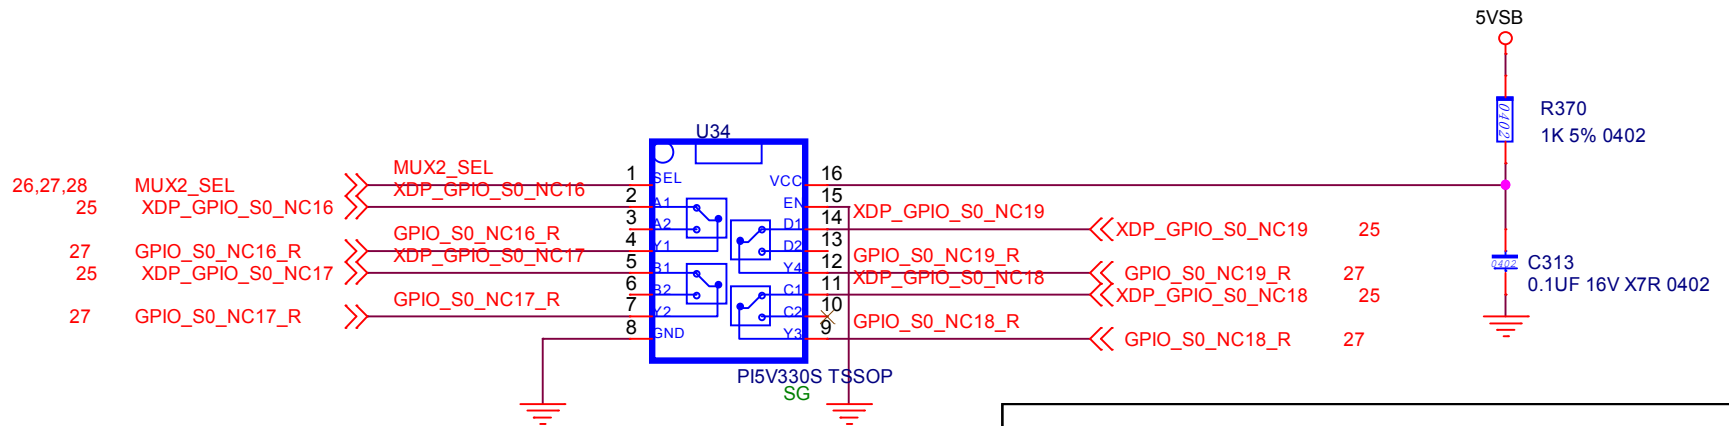 5VSB
R370
1K 5% 0402
0402
U34
MUX2_SEL
26,27,28 MUX2_SEL 1 SEL VCC 16
XDP_GPIO_S0_NC16
25 XDP_GPIO_S0_NC16 2 A1 EN 15
XDP_GPIO_S0_NC19
3 A2 D1 14 XDP_GPIO_S0_NC19 25
GPIO_S0_NC16_R
27 GPIO_S0_NC16_R 4 Y1 D2 13
XDP_GPIO_S0_NC17 GPIO_S0_NC19_R
25 XDP_GPIO_S0_NC17 5 B1 Y4 12 GPIO_S0_NC19_R 27
XDP_GPIO_S0_NC18
6 B2 C1 11 XDP_GPIO_S0_NC18 25
GPIO_S0_NC17_R
27 GPIO_S0_NC17_R 7 Y2 C2 10
GPIO_S0_NC18_R
8 GND Y3 9 GPIO_S0_NC18_R 27
0402
C313
0.1UF 16V X7R 0402
PI5V330S TSSOP
SG